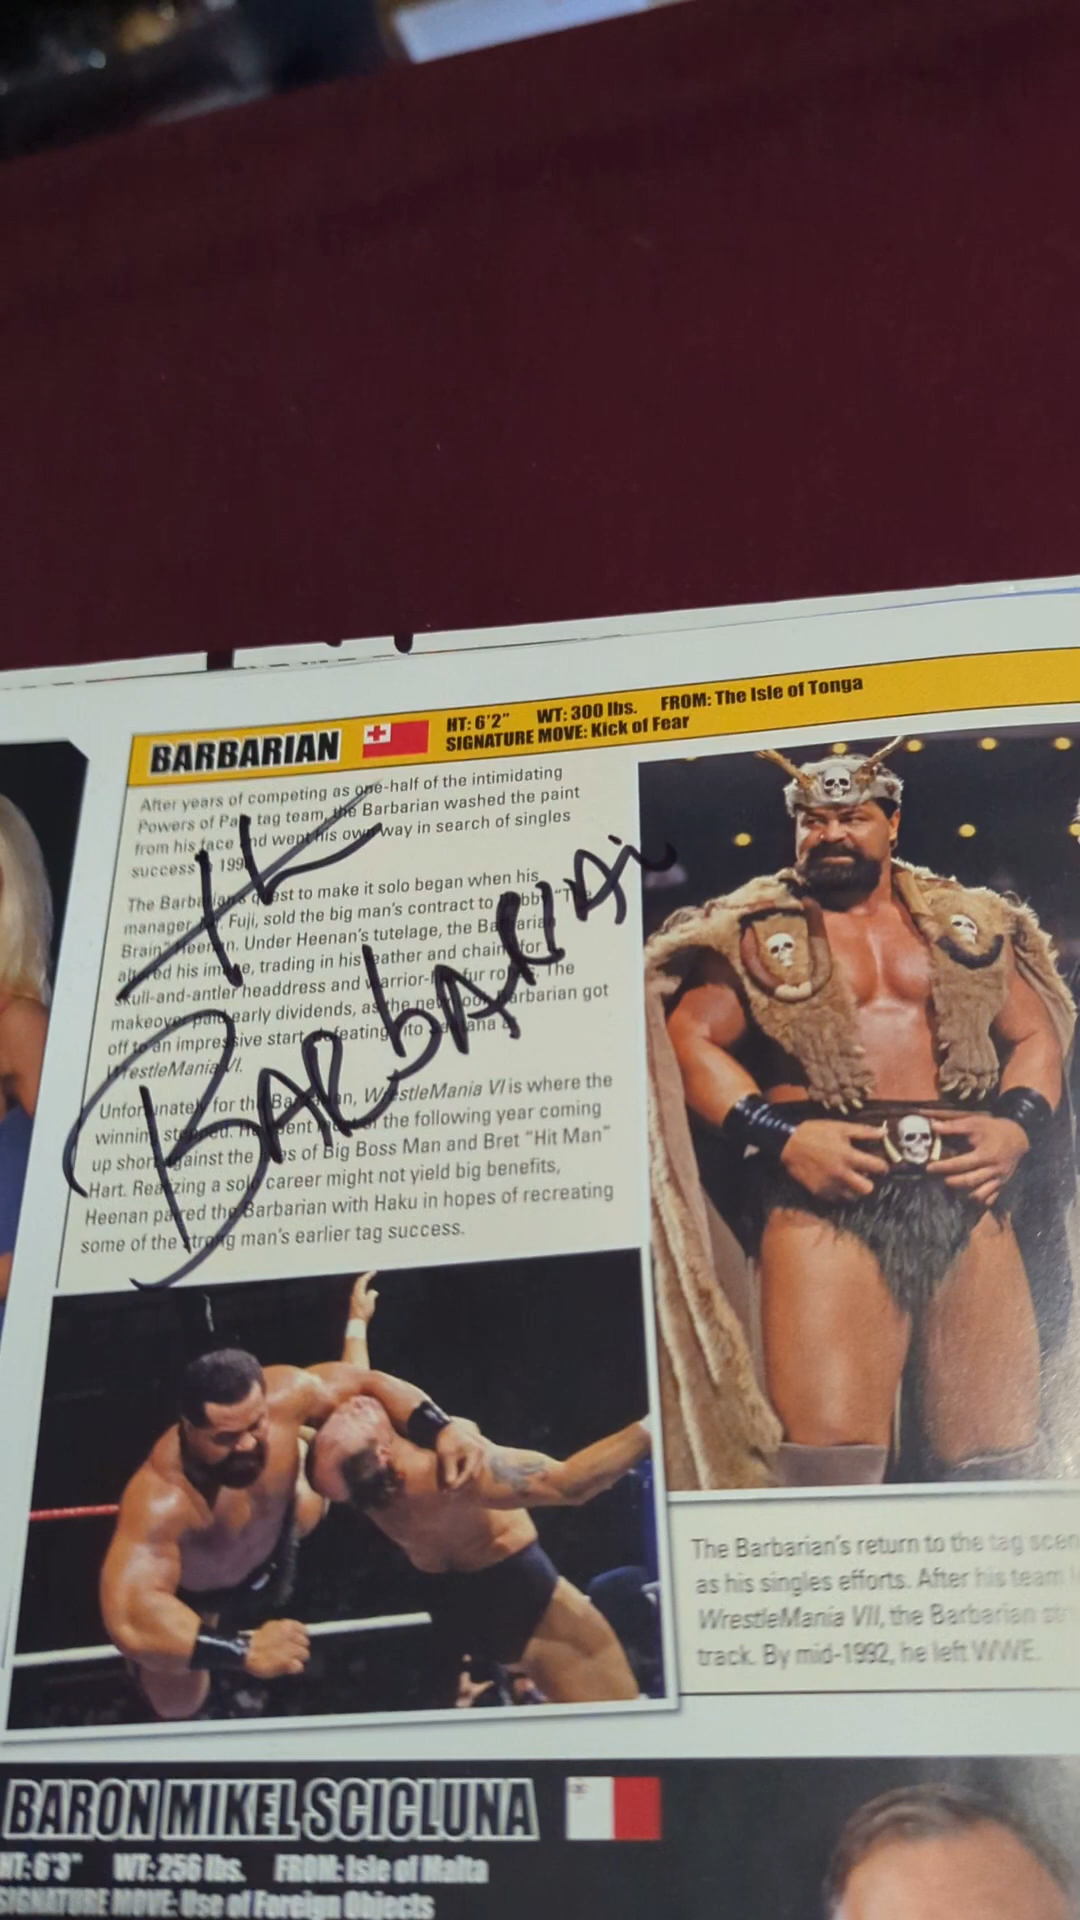 BARBARIAN
HT: 6'2" WT: 300 lbs. FROM: The Isle of Tonga
SIGNATURE MOVE: Kick of Fear
After years of competing as one-half of the intimidating
Powers of Pain tag team, the Barbarian washed the paint
from his face and went his own way in search of singles
success 199
The Barbarian's quest to make it solo began when his
manager Mr. Fuji, sold the big man's contract to Bobby "The
Brain" Heenan. Under Heenan's tutelage, the Barbarian
altered his image, trading in his leather and chains for
skull-and-antler headdress and warrior- fur robes. The
makeover paid early dividends, as the new look Barbarian got
off to an impressive start defeating Tito Santana at
WrestleMania VI.
Unfortunately for the Barbarian, WrestleMania VI is where the
winning stopped. He spent most of the following year coming
up short against the likes of Big Boss Man and Bret "Hit Man"
Hart. Realizing a solo career might not yield big benefits,
Heenan paired the Barbarian with Haku in hopes of recreating
some of the strong man's earlier tag success.
BARbARiAN
The Barbarian's return to the tag scen
as his singles efforts. After his team
WrestleMania VII, the Barbarian
track. By mid-1992, he left WWE.
BARON MIKEL SCICLUNA
HT: 6'3" WT: 256 lbs. FROM: Isle of Malta
SIGNATURE MOVE: Use of Foreign Objects